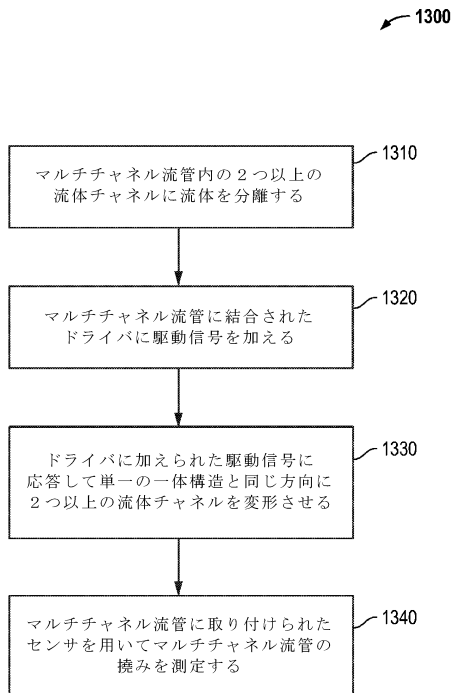 1300
1310
マルチチャネル流管内の２つ以上の
流体チャネルに流体を分離する
1320
マルチチャネル流管に結合された
ドライバに駆動信号を加える
1330
ドライバに加えられた駆動信号に
応答して単一の一体構造と同じ方向に
２つ以上の流体チャネルを変形させる
1340
マルチチャネル流管に取り付けられた
センサを用いてマルチチャネル流管の
撓みを測定する